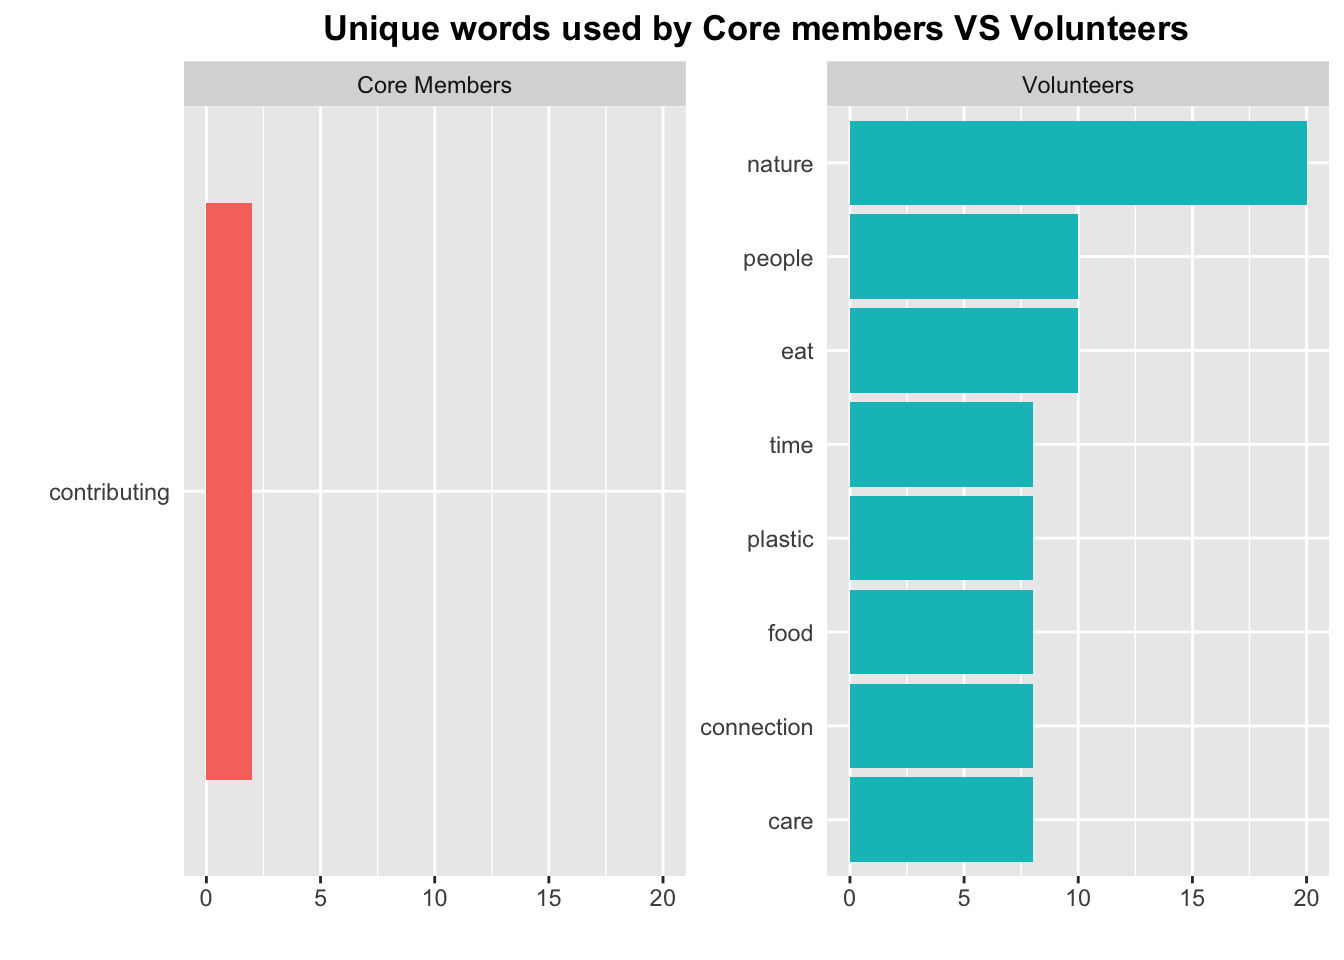 Unique words used by Core members VS Volunteers
Core Members
contributing
0 5 10 15 20
Volunteers
nature
people
eat
time
plastic
food
connection
care
0 5 10 15 20